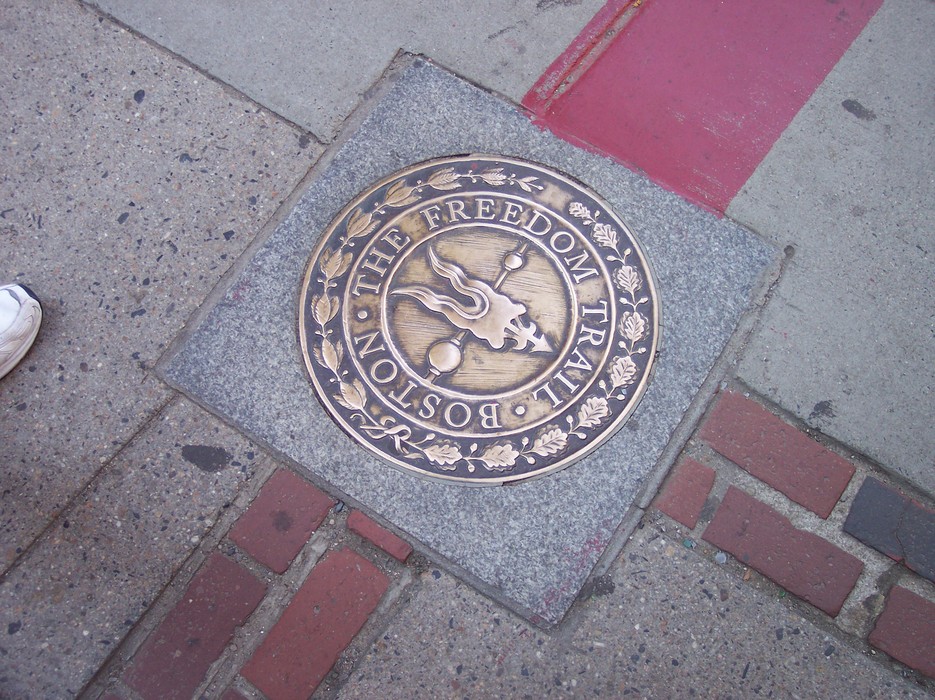 THE FREEDOM TRAIL · BOSTON ·